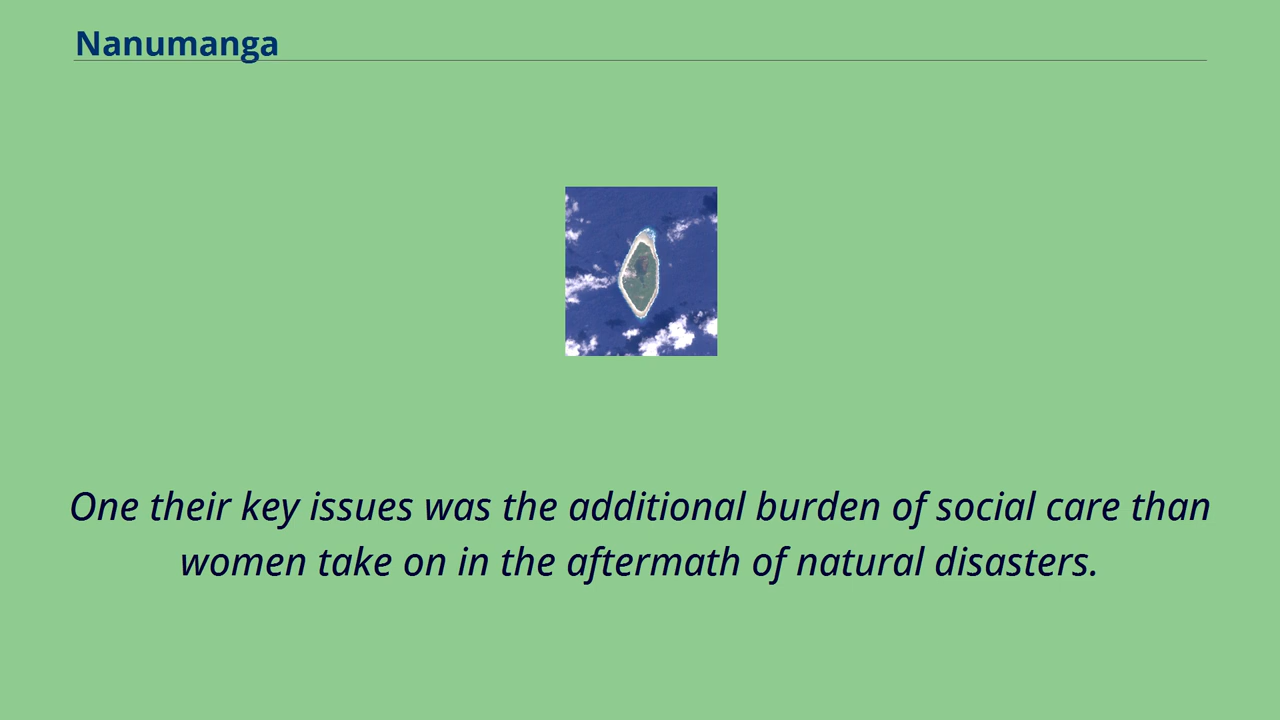 Nanumanga
One their key issues was the additional burden of social care than
women take on in the aftermath of natural disasters.